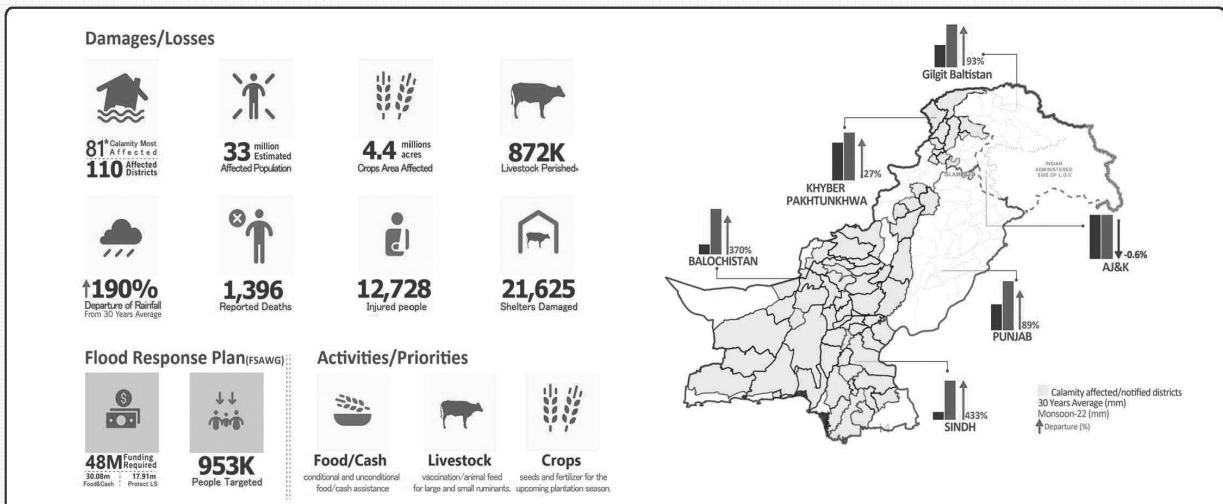 Damages/Losses
81* Calamity Most Affected
110 Affected Districts
33 million Estimated
Affected Population
4.4 millions acres
Crops Area Affected
872K
Livestock Perished*
↑190%
Departure of Rainfall
From 30 Years Average
1,396
Reported Deaths
12,728
Injured people
21,625
Shelters Damaged
Flood Response Plan(FSAWG)
$
48M Funding Required
30.08m
Food&Cash
17.91m
Protect LS
953K
People Targeted
Activities/Priorities
Food/Cash
conditional and unconditional
food/cash assistance
Livestock
vaccination/animal feed
for large and small ruminants.
Crops
seeds and fertilizer for the
upcoming plantation season.
93%
Gilgit Baltistan
27%
KHYBER
PAKHTUNKHWA
INDIAN
ADMINISTERED
SIDE OF L.O.C
370%
BALOCHISTAN
-0.6%
AJ&K
89%
PUNJAB
433%
SINDH
Calamity affected/notified districts
30 Years Average (mm)
Monsoon-22 (mm)
Departure (%)